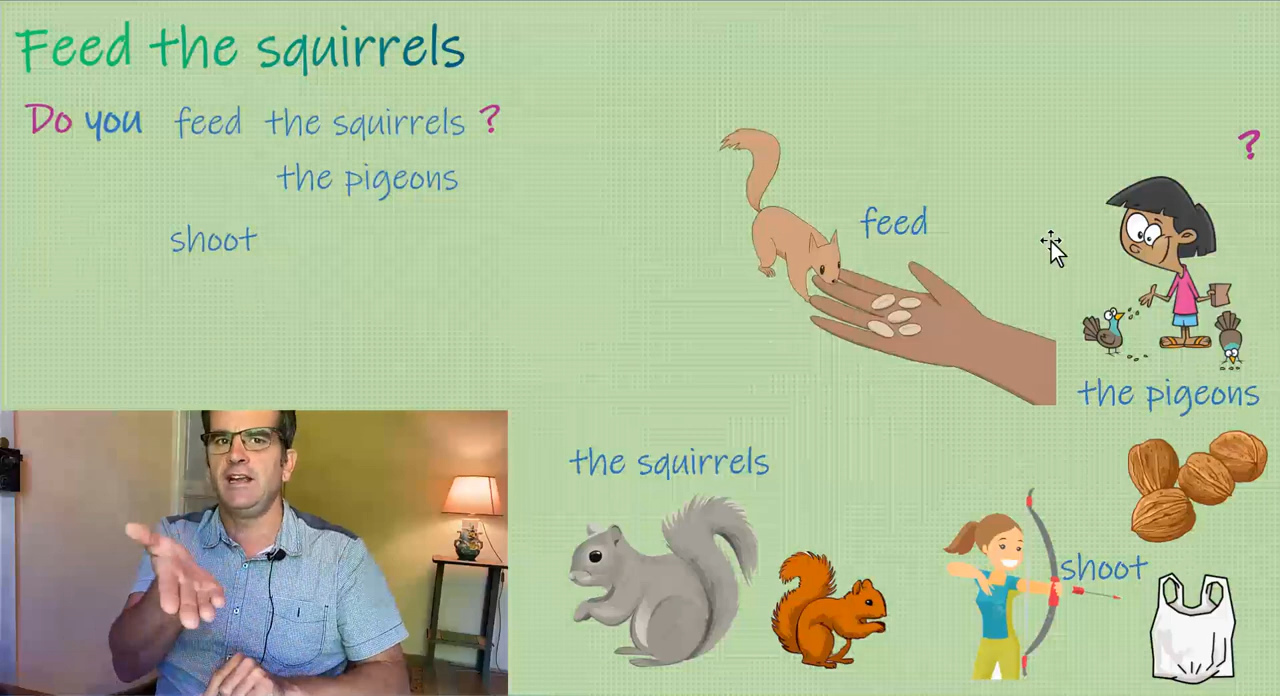 Feed the squirrels
Do you feed the squirrels ?
the pigeons
shoot
?
feed
the pigeons
the squirrels
shoot